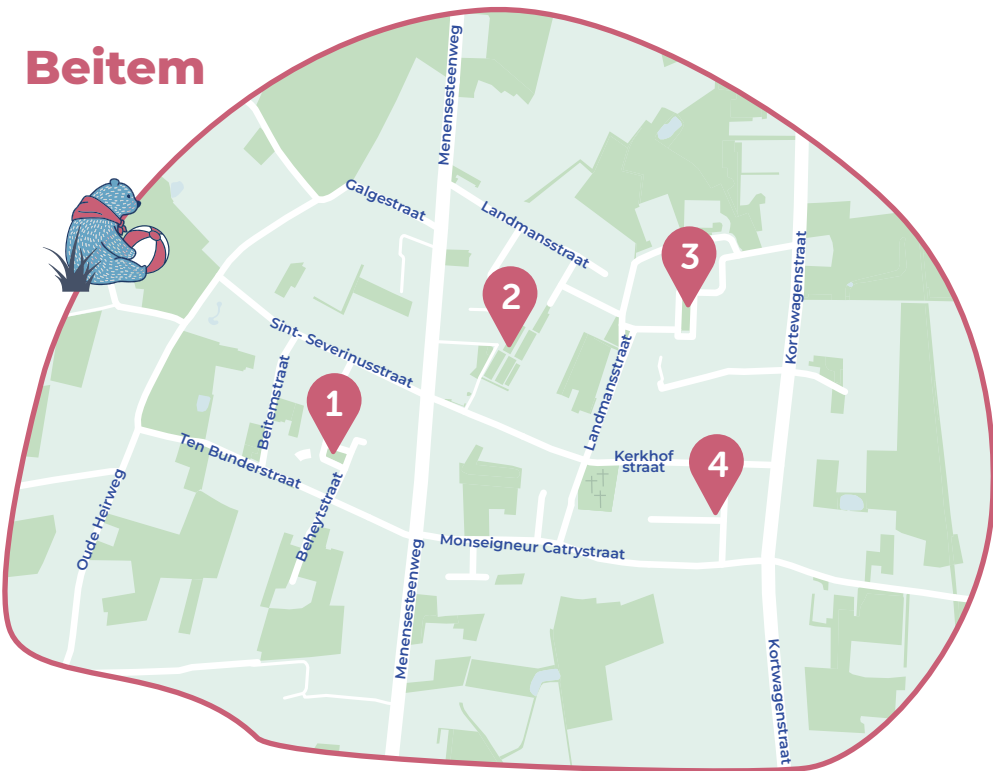 Beitem
Menensesteenweg
Galgestraat
Landmansstraat
3
Kortewagenstraat
2
Sint- Severinusstraat
Landmansstraat
Beitemstraat
1
Ten Bunderstraat
Kerkhof
straat
4
Oude Heirweg
Beheytstraat
Monseigneur Catrystraat
Menensesteenweg
Kortwagenstraat